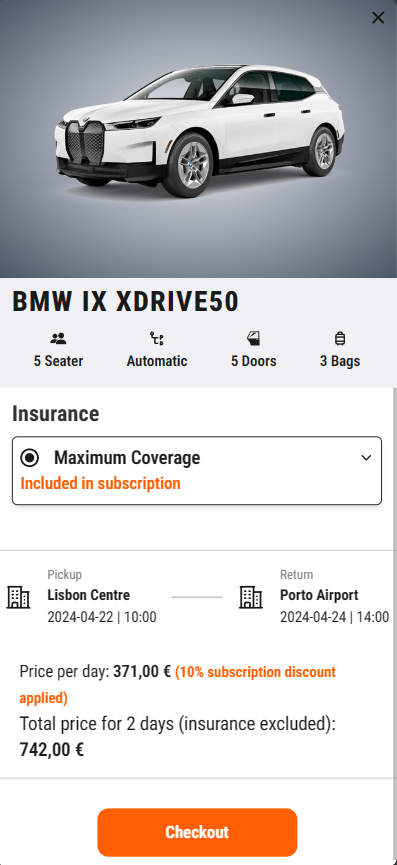 BMW IX XDRIVE50
5 Seater
Automatic
5 Doors
3 Bags
Insurance
Maximum Coverage
Included in subscription
Pickup
Lisbon Centre
2024-04-22 | 10:00
Return
Porto Airport
2024-04-24 | 14:00
Price per day: 371,00 € (10% subscription discount
applied)
Total price for 2 days (insurance excluded):
742,00 €
Checkout